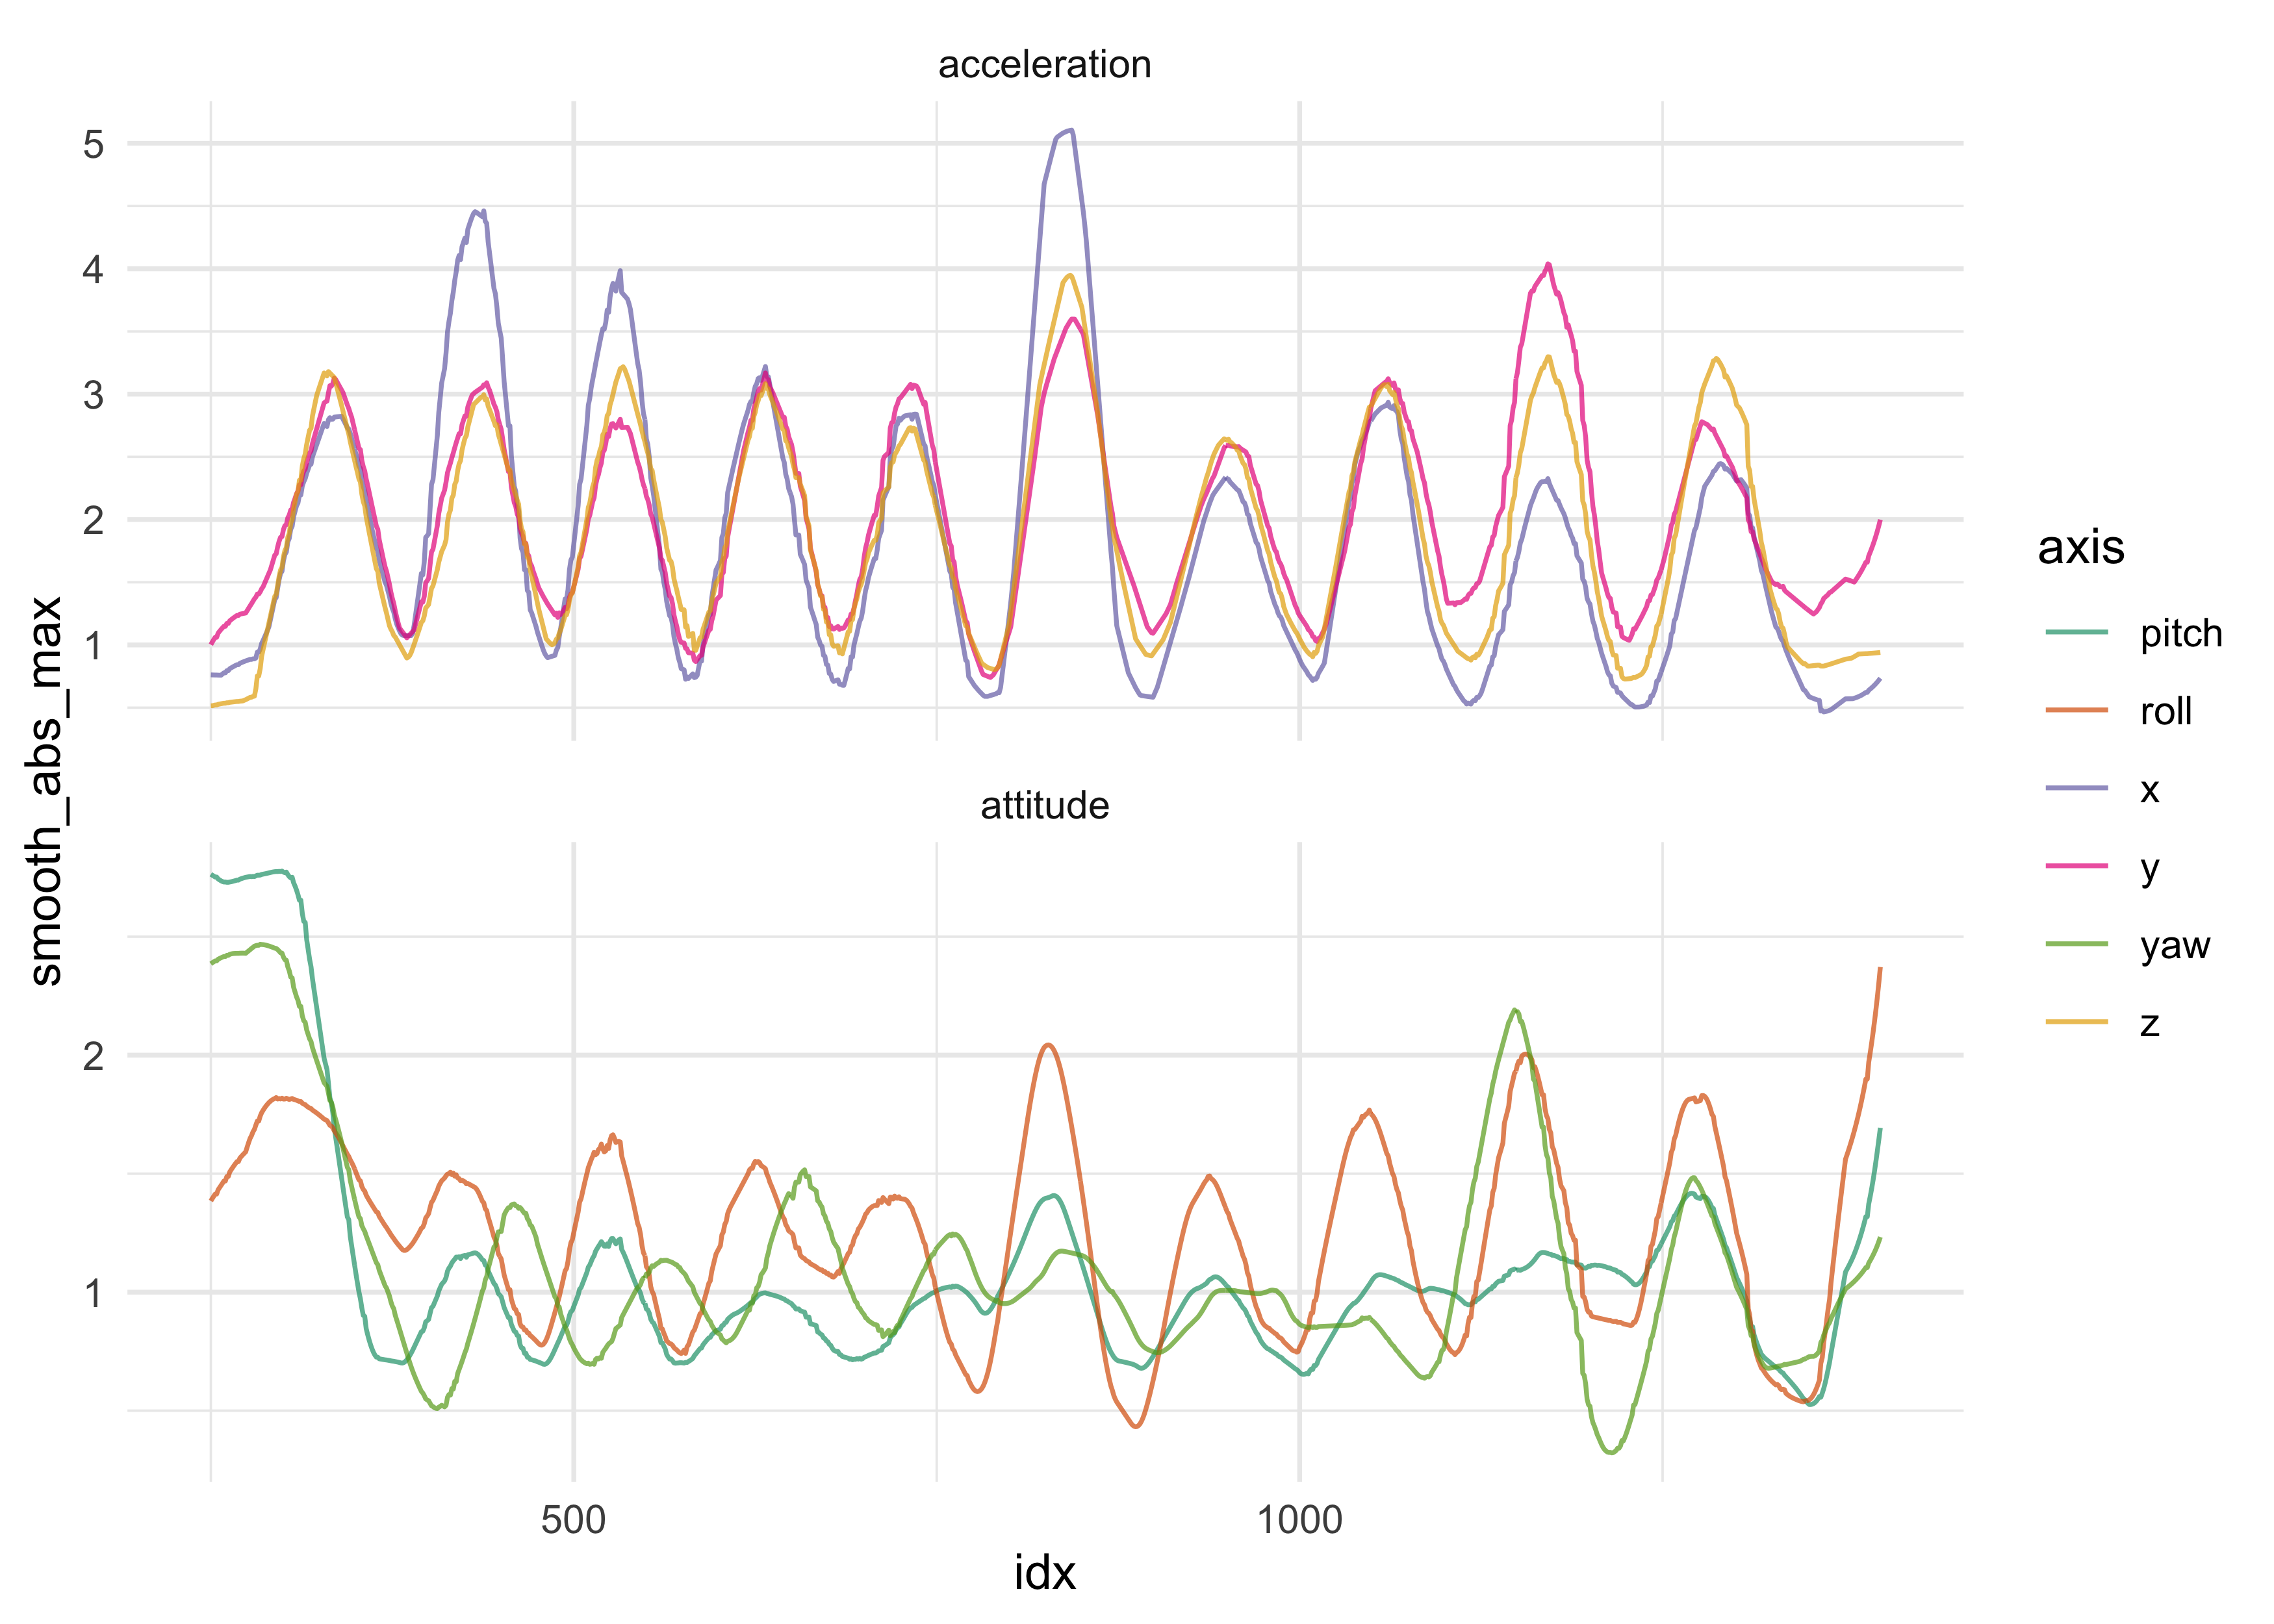 acceleration
5
4
3
2
1
attitude
2
1
500
1000
idx
smooth_abs_max
axis
pitch
roll
x
y
yaw
z